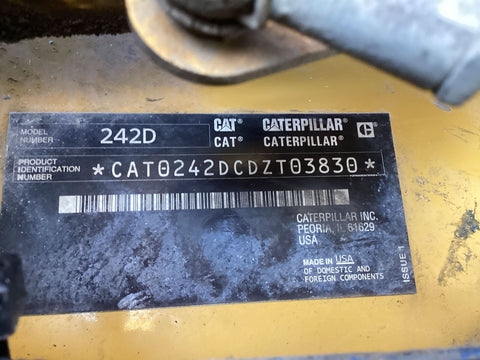 MODEL NUMBER 242D CAT CATERPILLAR C
CAT CATERPILLAR
PRODUCT IDENTIFICATION NUMBER *CAT0242DCDZT03830*
CATERPILLAR INC.
PEORIA, IL 61629
USA
MADE IN USA
OF DOMESTIC AND
FOREIGN COMPONENTS
ISSUE 1